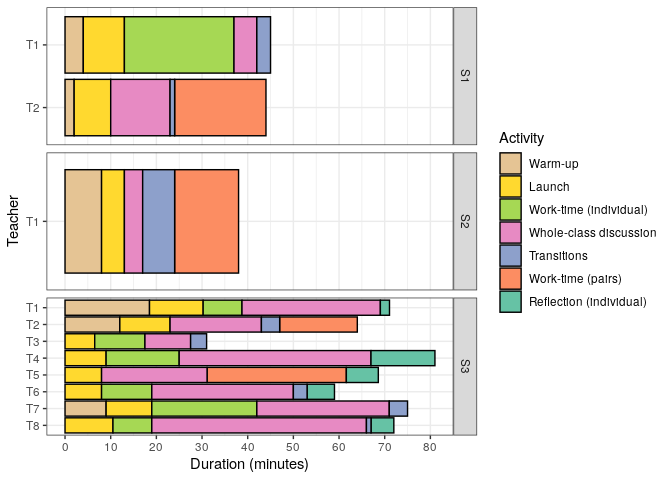 T1
T2
S1
T1
S2
T1
T2
T3
T4
T5
T6
T7
T8
S3
0 10 20 30 40 50 60 70 80
Duration (minutes)
Teacher
Activity
Warm-up
Launch
Work-time (individual)
Whole-class discussion
Transitions
Work-time (pairs)
Reflection (individual)